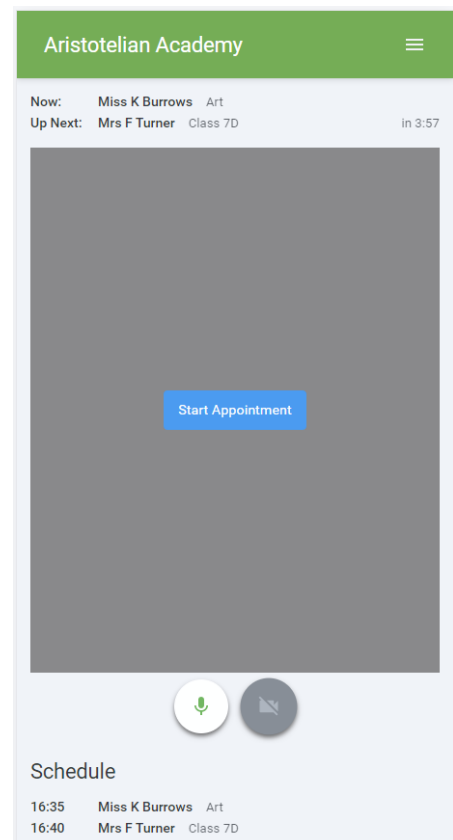 Aristotelian Academy
Now: Miss K Burrows Art
Up Next: Mrs F Turner Class 7D in 3:57
Start Appointment
Schedule
16:35 Miss K Burrows Art
16:40 Mrs F Turner Class 7D